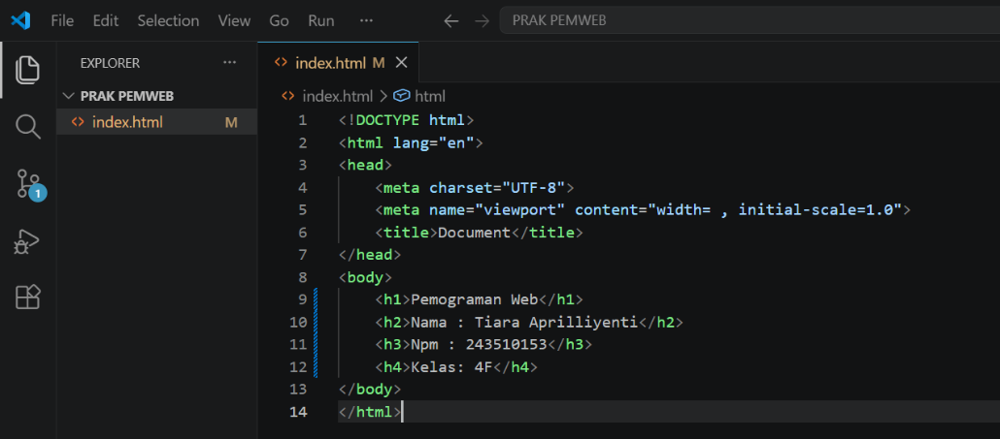 File Edit Selection View Go Run ··· PRAK PEMWEB
EXPLORER ···
PRAK PEMWEB
index.html M
1
index.html M
index.html > html
1 <!DOCTYPE html>
2 <html lang="en">
3 <head>
4     <meta charset="UTF-8">
5     <meta name="viewport" content="width= , initial-scale=1.0">
6     <title>Document</title>
7 </head>
8 <body>
9     <h1>Pemograman Web</h1>
10     <h2>Nama : Tiara Aprilliyenti</h2>
11     <h3>Npm : 243510153</h3>
12     <h4>Kelas: 4F</h4>
13 </body>
14 </html>